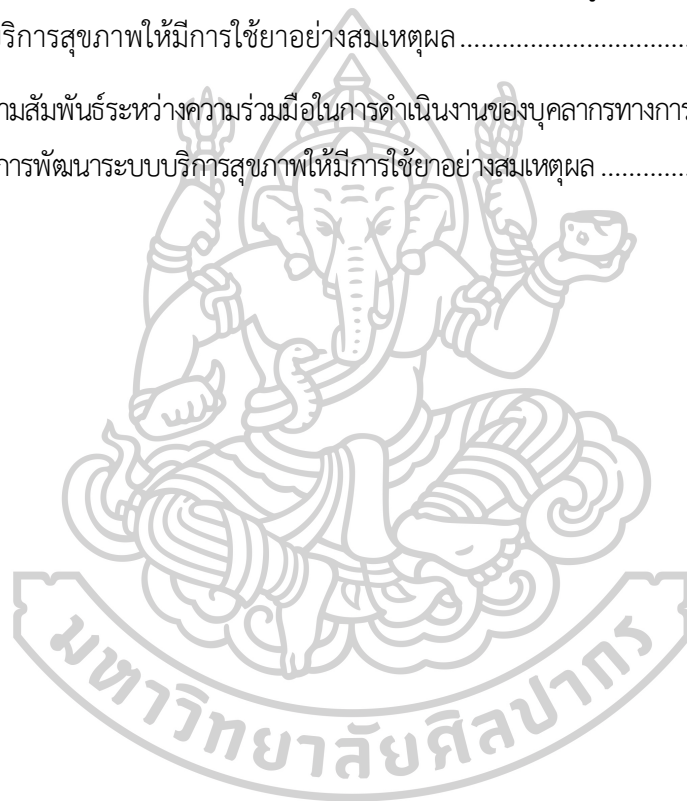 ริการสุขภาพให้มีการใช้ยาอย่างสมเหตุผล ..............................
ามสัมพันธ์ระหว่างความร่วมมือในการดำเนินงานของบุคลากรทางการ
การพัฒนาระบบบริการสุขภาพให้มีการใช้ยาอย่างสมเหตุผล .............
มหาวิทยาลัยศิลปากร